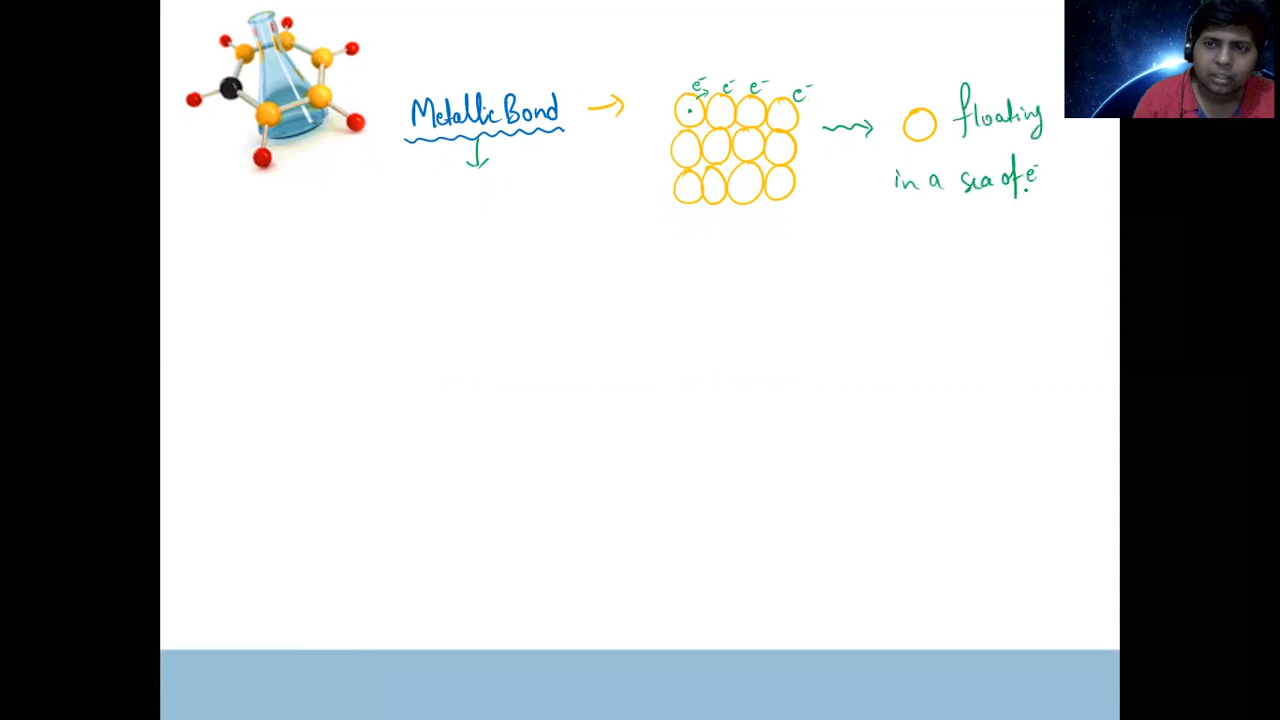 e⁻ e⁻ e⁻ e⁻
Metallic Bond → floating
in a sea of e⁻